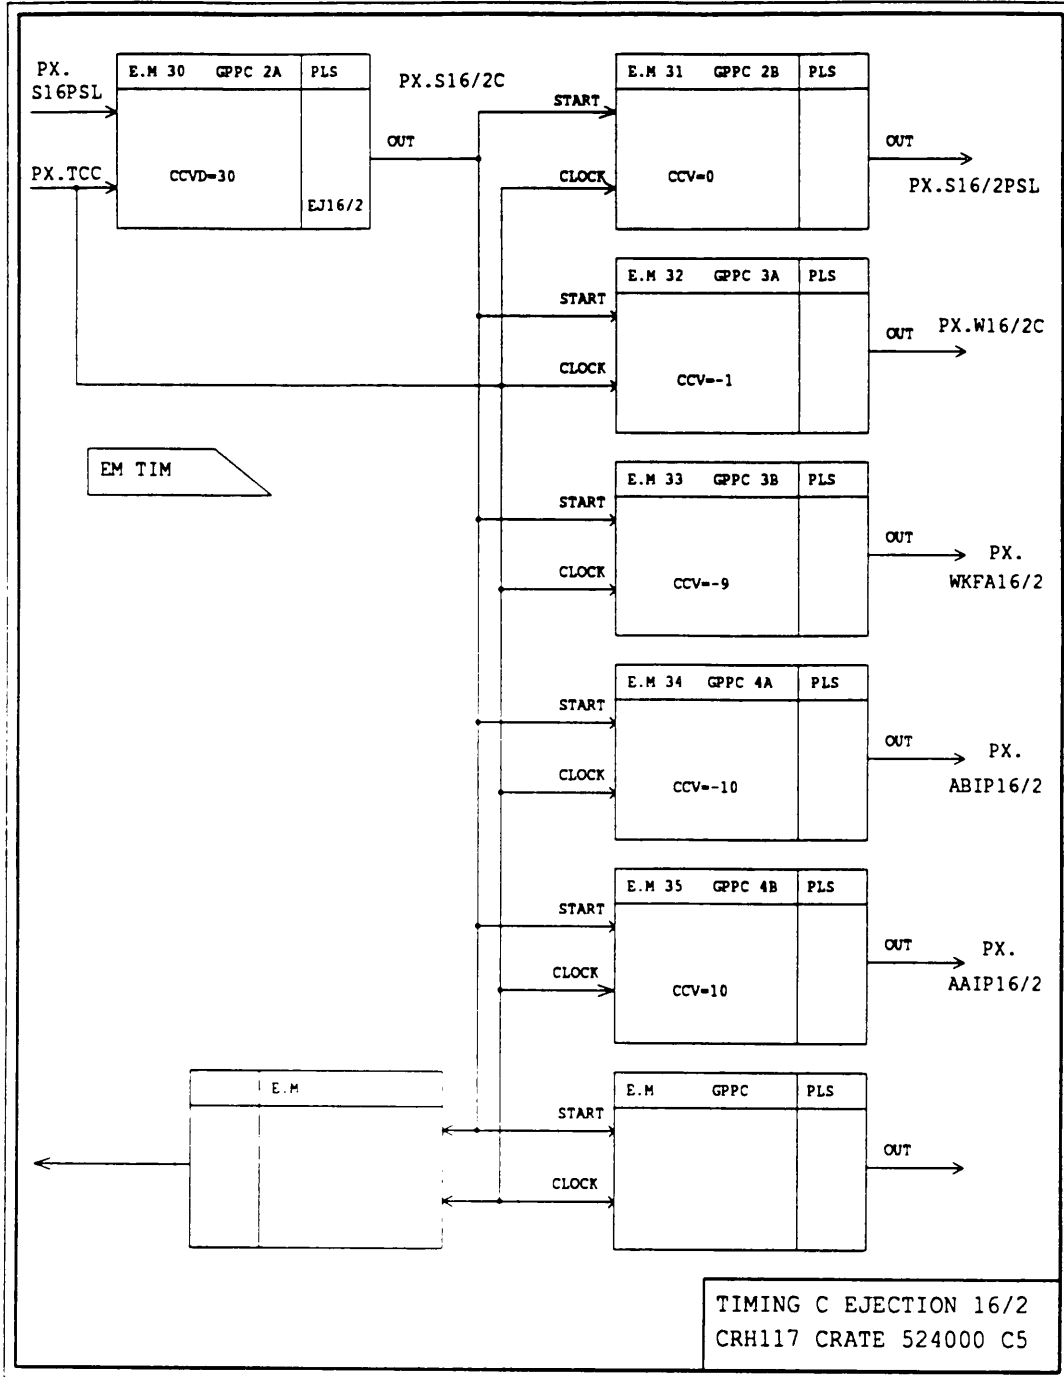 PX.
S16PSL
PX.TCC
E.M 30 GPPC 2A PLS
CCVD=30
EJ16/2
OUT
PX.S16/2C
START
CLOCK
E.M 31 GPPC 2B PLS
CCV=0
OUT
PX.S16/2PSL
START
CLOCK
E.M 32 GPPC 3A PLS
CCV=-1
OUT
PX.W16/2C
EM TIM
START
CLOCK
E.M 33 GPPC 3B PLS
CCV=-9
OUT
PX.
WKFA16/2
START
CLOCK
E.M 34 GPPC 4A PLS
CCV=-10
OUT
PX.
ABIP16/2
START
CLOCK
E.M 35 GPPC 4B PLS
CCV=10
OUT
PX.
AAIP16/2
E.M
START
CLOCK
E.M GPPC PLS
OUT
TIMING C EJECTION 16/2
CRH117 CRATE 524000 C5